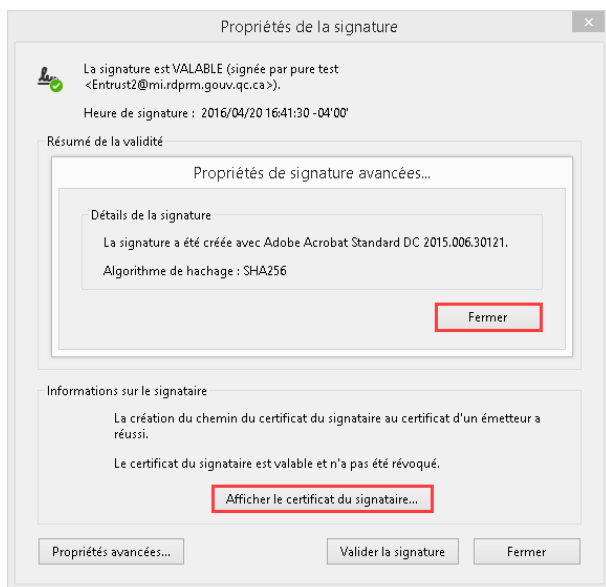 Propriétés de la signature
La signature est VALABLE (signée par pure test
<Entrust2@mi.rdprm.gouv.qc.ca>).
Heure de signature : 2016/04/20 16:41:30 -04'00'
Résumé de la validité
Propriétés de signature avancées...
Détails de la signature
La signature a été créée avec Adobe Acrobat Standard DC 2015.006.30121.
Algorithme de hachage : SHA256
Fermer
Informations sur le signataire
La création du chemin du certificat du signataire au certificat d'un émetteur a
réussi.
Le certificat du signataire est valable et n'a pas été révoqué.
Afficher le certificat du signataire...
Propriétés avancées... Valider la signature Fermer